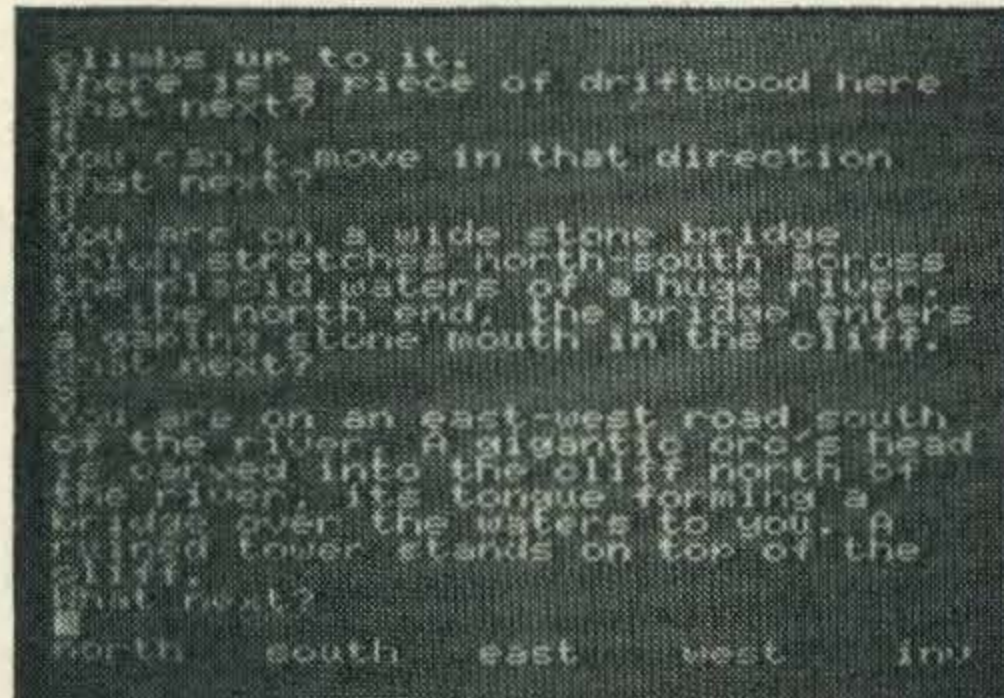 climbs up to it.
There is a piece of driftwood here
What next?
You can't move in that direction
What next?
You are on a wide stone bridge
which stretches north-south across
the placid waters of a huge river.
At the north end, the bridge enters
a gaping stone mouth in the cliff.
What next?
You are on an east-west road south
of the river. A gigantic orc's head
is carved into the cliff north of
the river, its tongue forming a
bridge over the waters to you. A
ruined tower stands on top of the
cliff.
What next?
north south east west inv